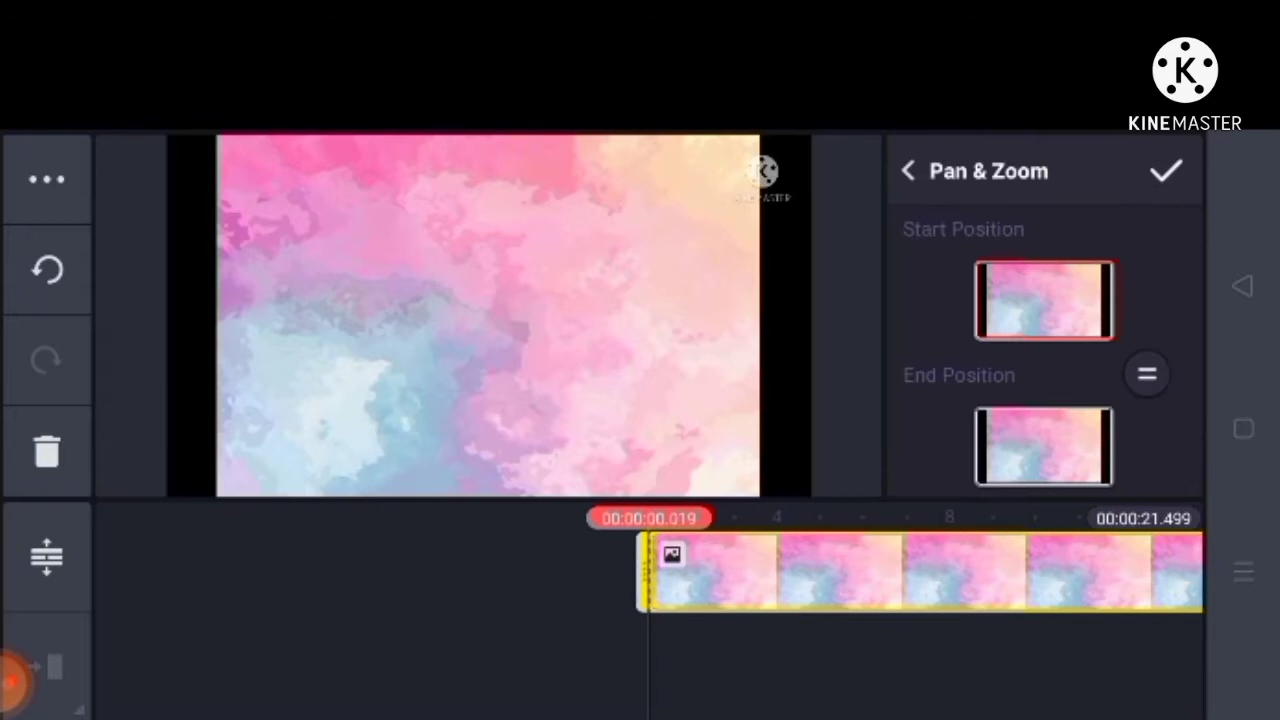 K
KINEMASTER
Pan & Zoom
Start Position
End Position
00:00:00.019
4
8
00:00:21.499